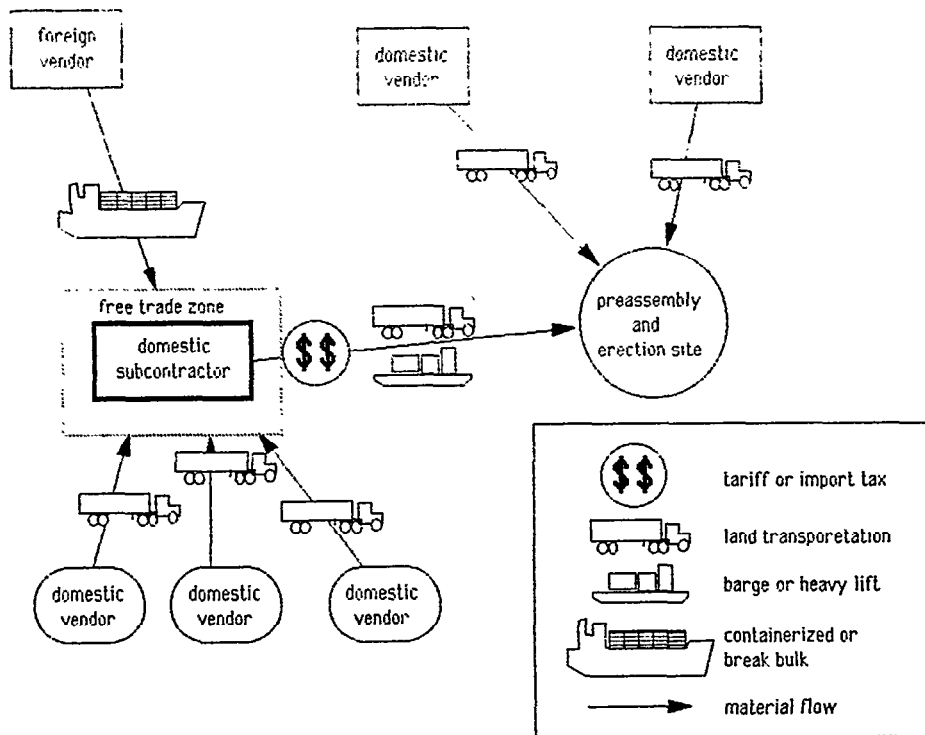 foreign
vendor
domestic
vendor
domestic
vendor
free trade zone
domestic
subcontractor
$$
preassembly
and
erection site
domestic
vendor
domestic
vendor
domestic
vendor
$$
tariff or import tax
land transporetation
barge or heavy lift
containerized or
break bulk
material flow